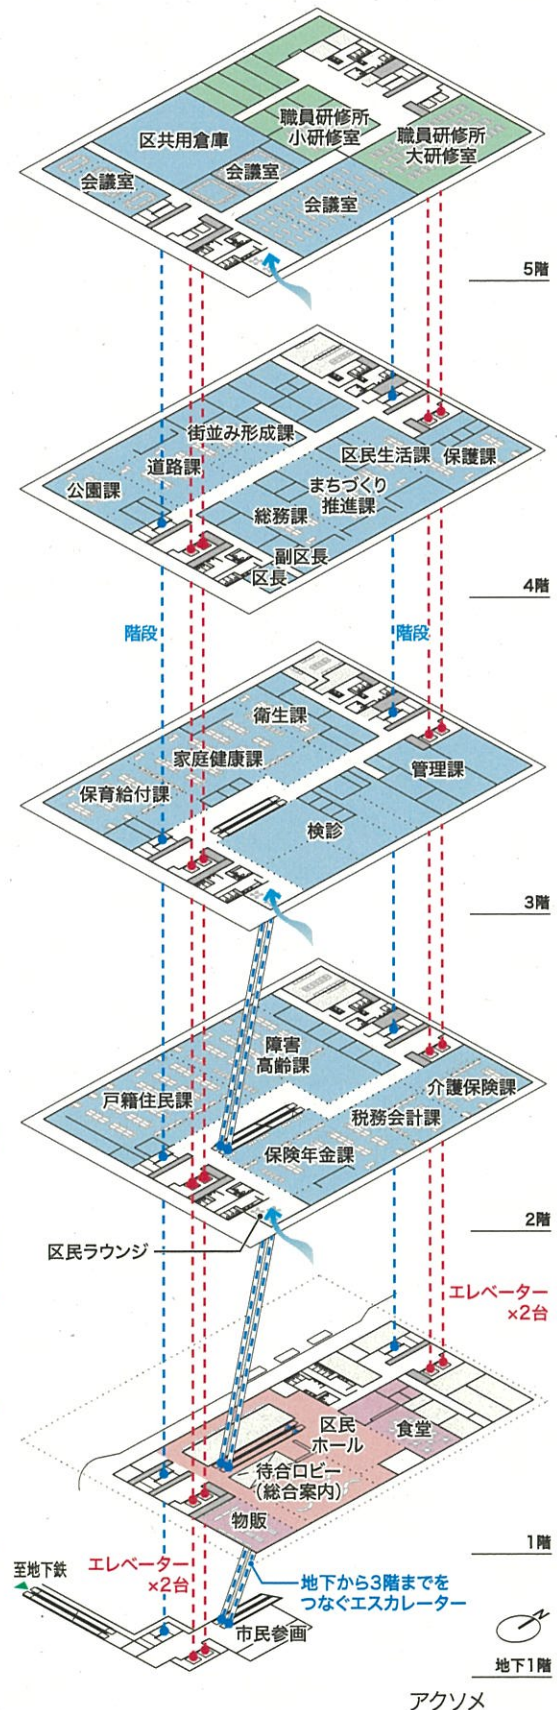 職員研修所
小研修室
職員研修所
大研修室
区共用倉庫
会議室
会議室
会議室
5階
街並み形成課
道路課
公園課
区民生活課
保護課
まちづくり
推進課
総務課
副区長
区長
4階
階段
階段
衛生課
家庭健康課
保育給付課
管理課
検診
3階
障害
高齢課
戸籍住民課
介護保険課
税務会計課
保険年金課
2階
区民ラウンジ
エレベーター
×2台
区民
ホール
食堂
待合ロビー
(総合案内)
物販
1階
至地下鉄
エレベーター
×2台
地下から3階までを
つなぐエスカレーター
市民参画
N
地下1階
アクソメ